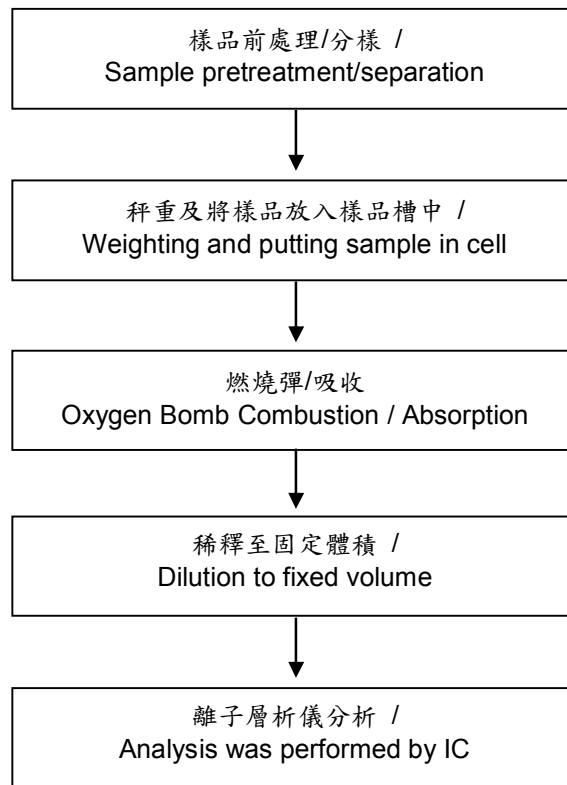 樣品前處理/分樣 /
Sample pretreatment/separation
秤重及將樣品放入樣品槽中 /
Weighting and putting sample in cell
燃燒彈/吸收
Oxygen Bomb Combustion / Absorption
稀釋至固定體積 /
Dilution to fixed volume
離子層析儀分析 /
Analysis was performed by IC